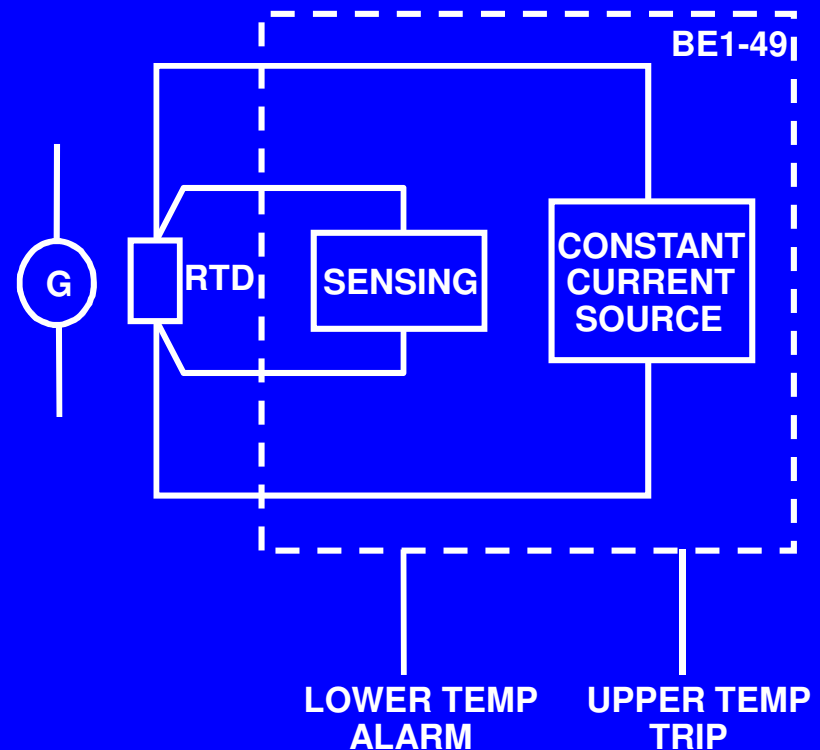 BE1-49
G
RTD
SENSING
CONSTANT
CURRENT
SOURCE
LOWER TEMP
ALARM
UPPER TEMP
TRIP